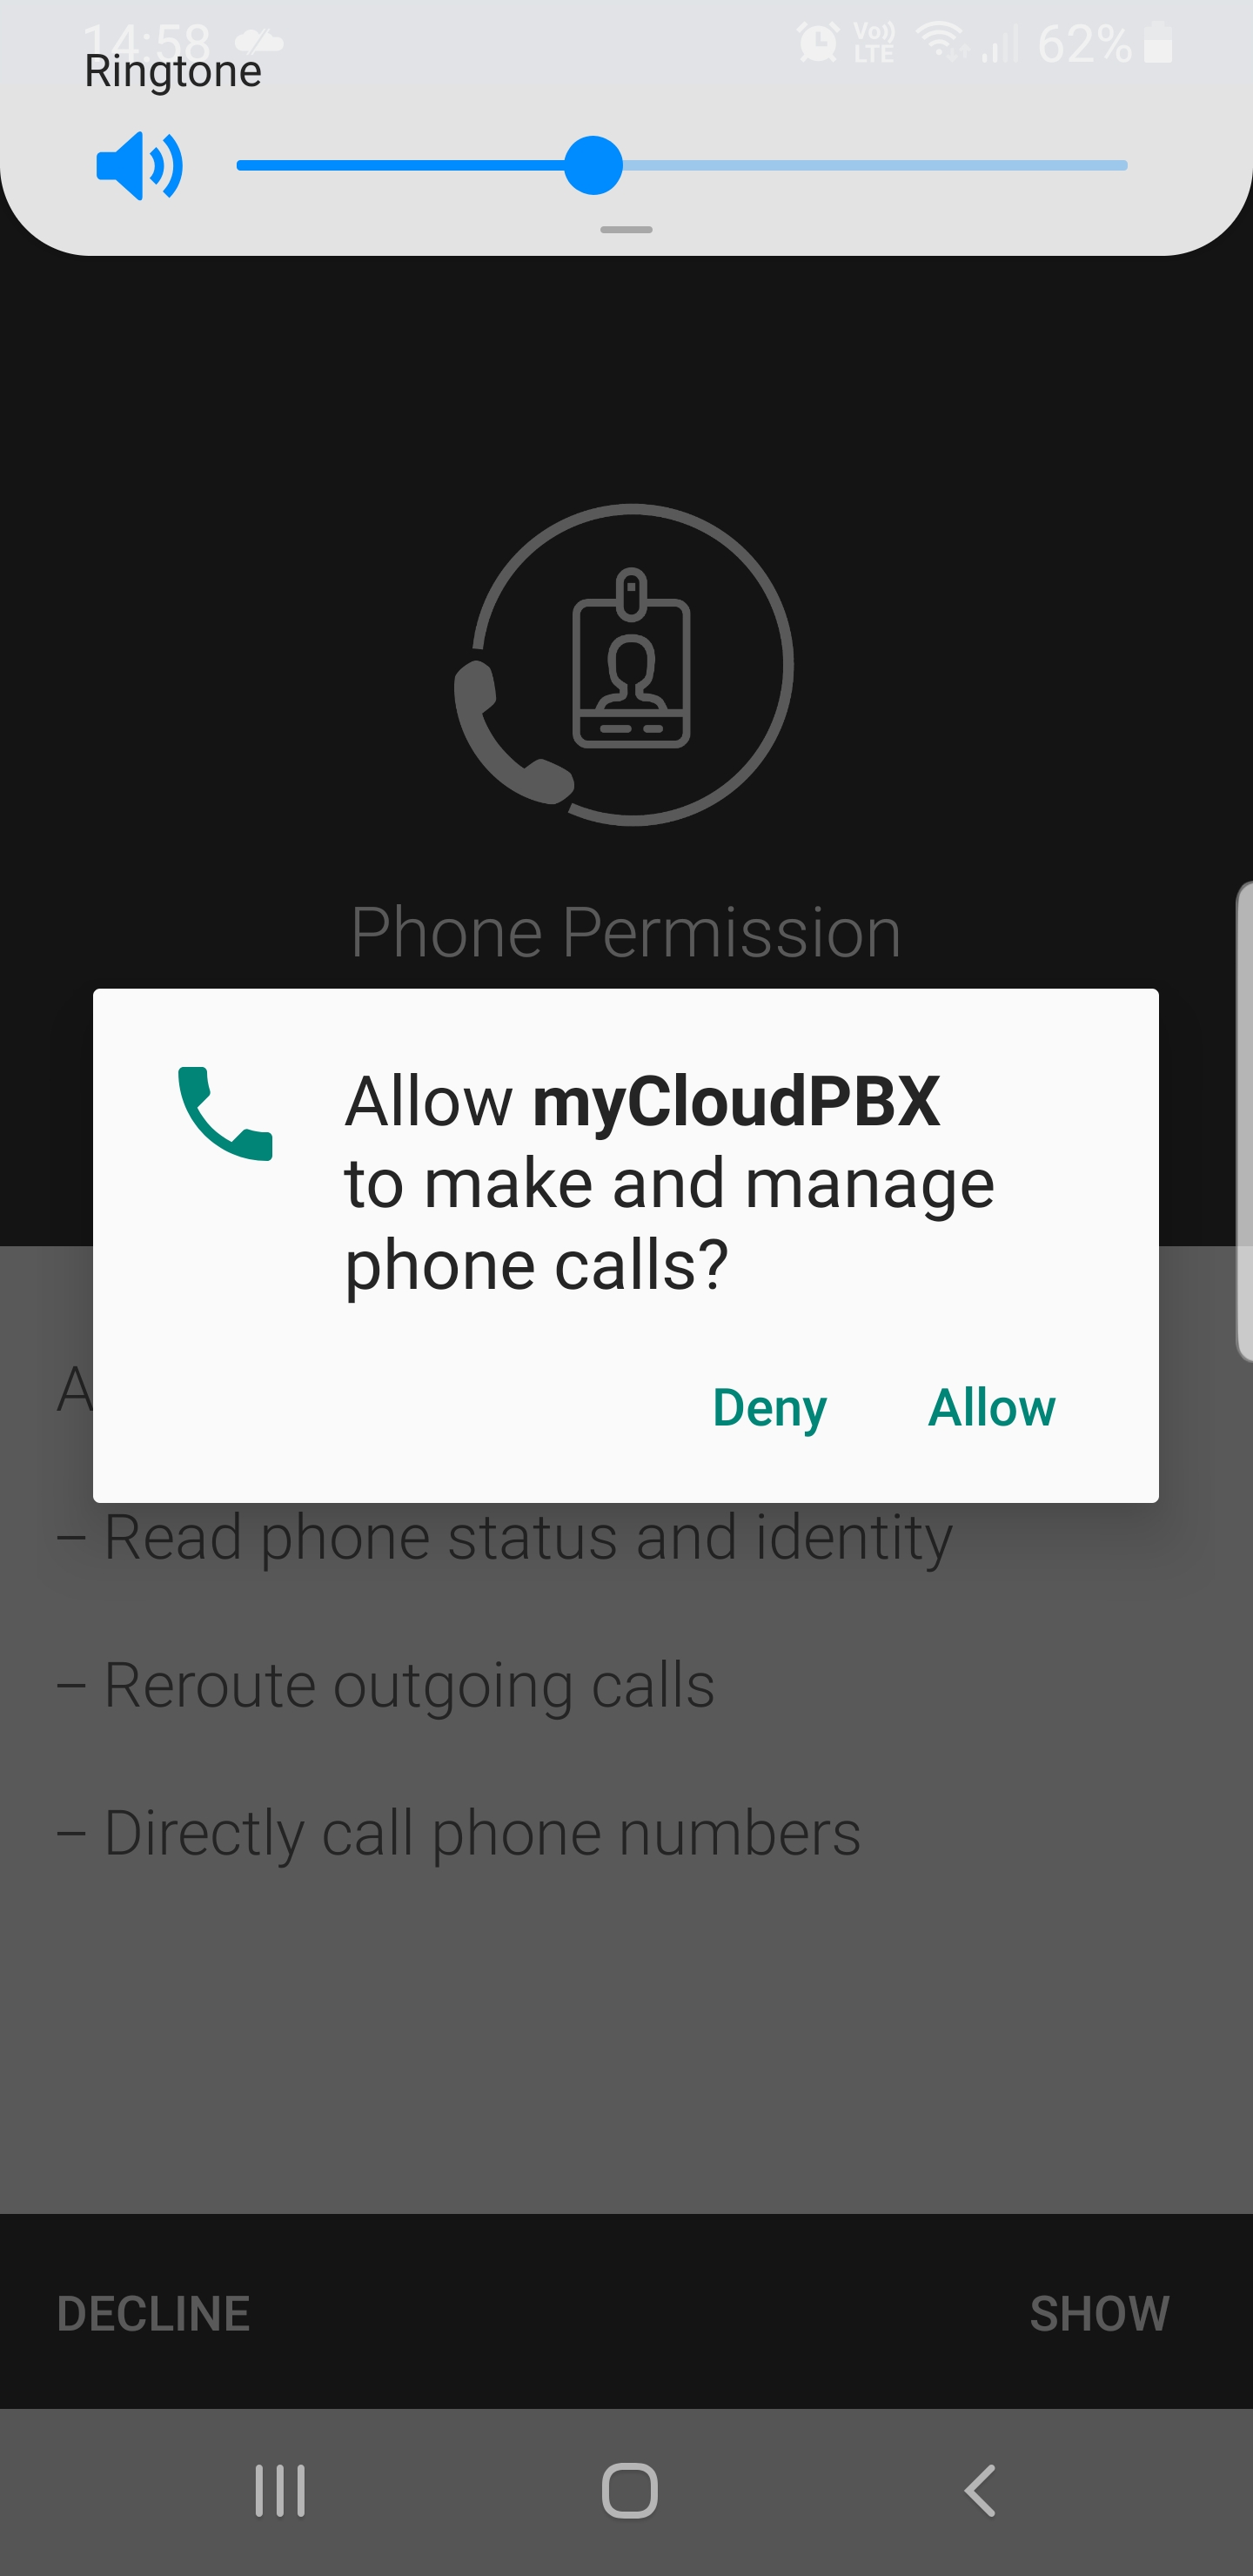 14:58
Vo)) LTE
62%
Ringtone
Phone Permission
Allow myCloudPBX
to make and manage
phone calls?
Deny Allow
A
– Read phone status and identity
– Reroute outgoing calls
– Directly call phone numbers
DECLINE SHOW